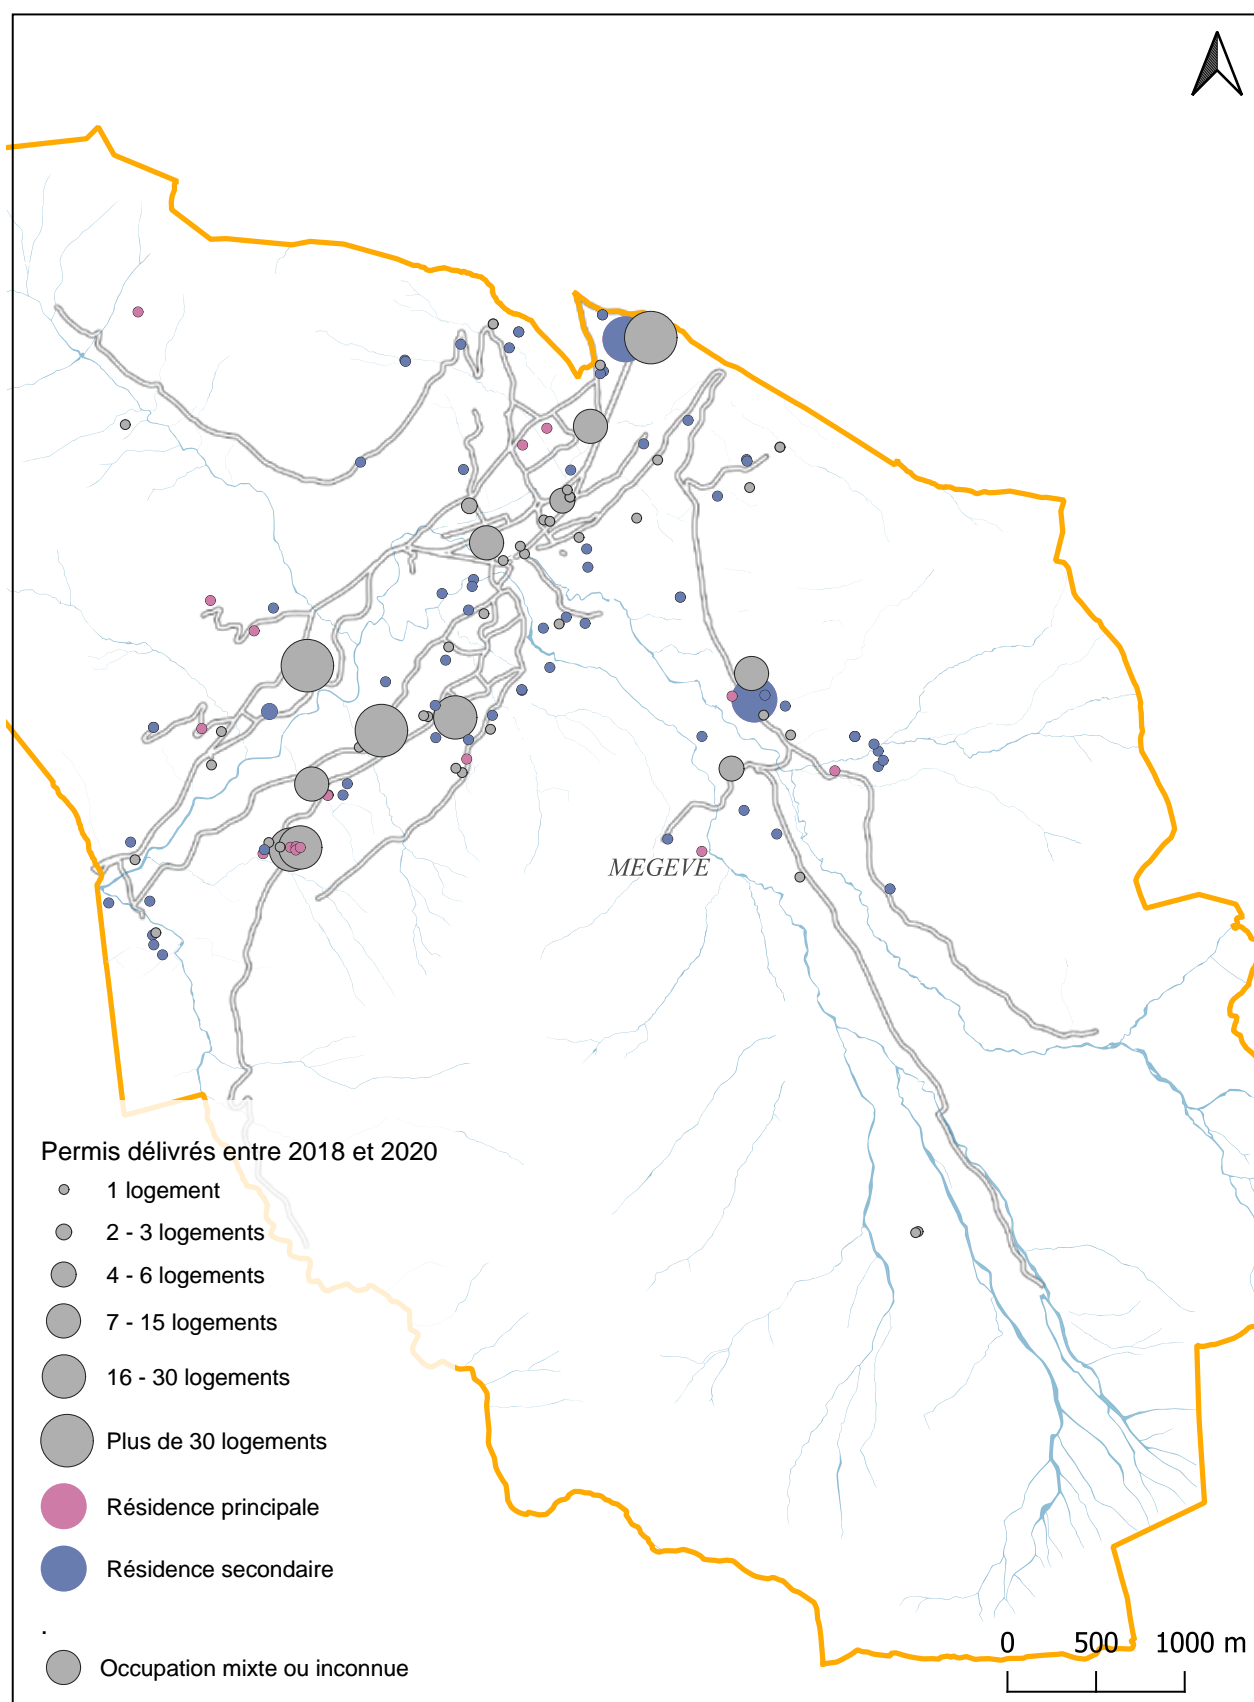 MEGEVE
Permis délivrés entre 2018 et 2020
1 logement
2 - 3 logements
4 - 6 logements
7 - 15 logements
16 - 30 logements
Plus de 30 logements
Résidence principale
Résidence secondaire
.
Occupation mixte ou inconnue
0 500 1000 m